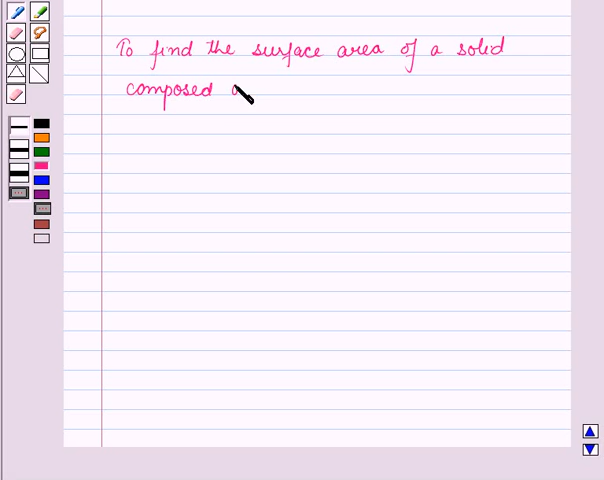 To find the surface area of a solid
composed